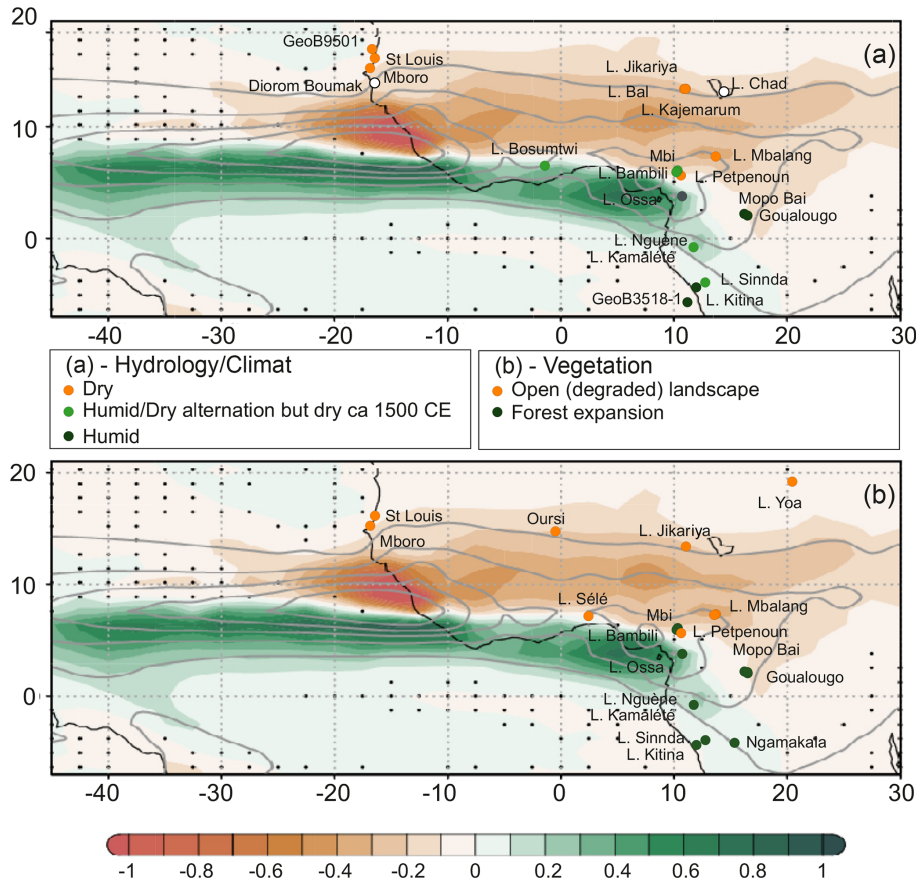 20
(a)
GeoB9501
St Louis
Mboro
Diorom Boumak
L. Jikariya
L. Bal
L. Chad
L. Kajemarum
10
L. Bosumtwi
Mbi
L. Mbalang
L. Bambili
L. Petpenoun
L. Ossa
Mopo Bai
Goualougo
0
L. Nguène
L. Kamalété
L. Sinnda
GeoB3518-1
L. Kitina
-40
-30
-20
-10
0
10
20
30
(a) - Hydrology/Climat
Dry
Humid/Dry alternation but dry ca 1500 CE
Humid
(b) - Vegetation
Open (degraded) landscape
Forest expansion
20
(b)
L. Yoa
St Louis
Mboro
Oursi
L. Jikariya
10
L. Sélé
Mbi
L. Mbalang
L. Bambili
L. Petpenoun
Mopo Bai
L. Ossa
Goualougo
0
L. Nguène
L. Kamalété
L. Sinnda
Ngamakala
L. Kitina
-40
-30
-20
-10
0
10
20
30
-1
-0.8
-0.6
-0.4
-0.2
0
0.2
0.4
0.6
0.8
1